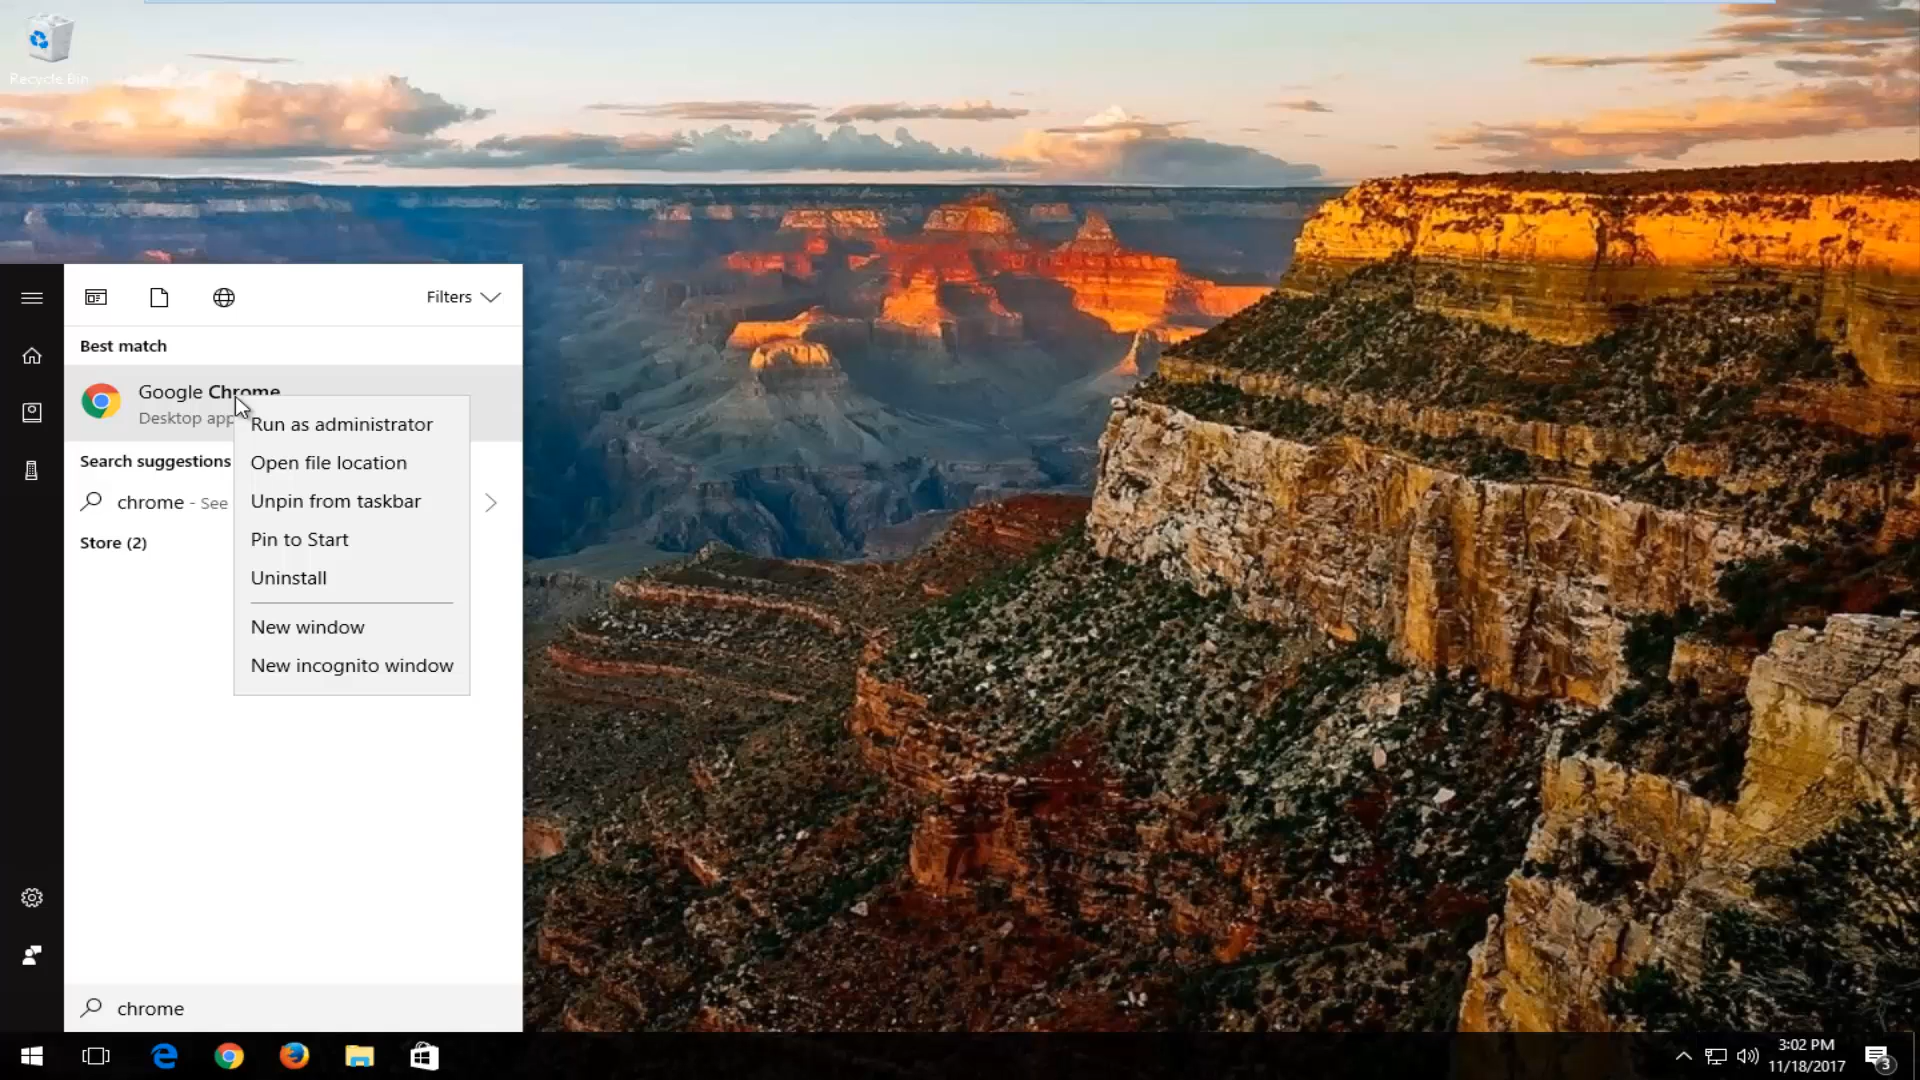 Recycle Bin
Filters
Best match
Google Chrome
Desktop app
Run as administrator
Open file location
Search suggestions
Unpin from taskbar
chrome - See
Pin to Start
Store (2)
Uninstall
New window
New incognito window
chrome
3:02 PM
11/18/2017
3